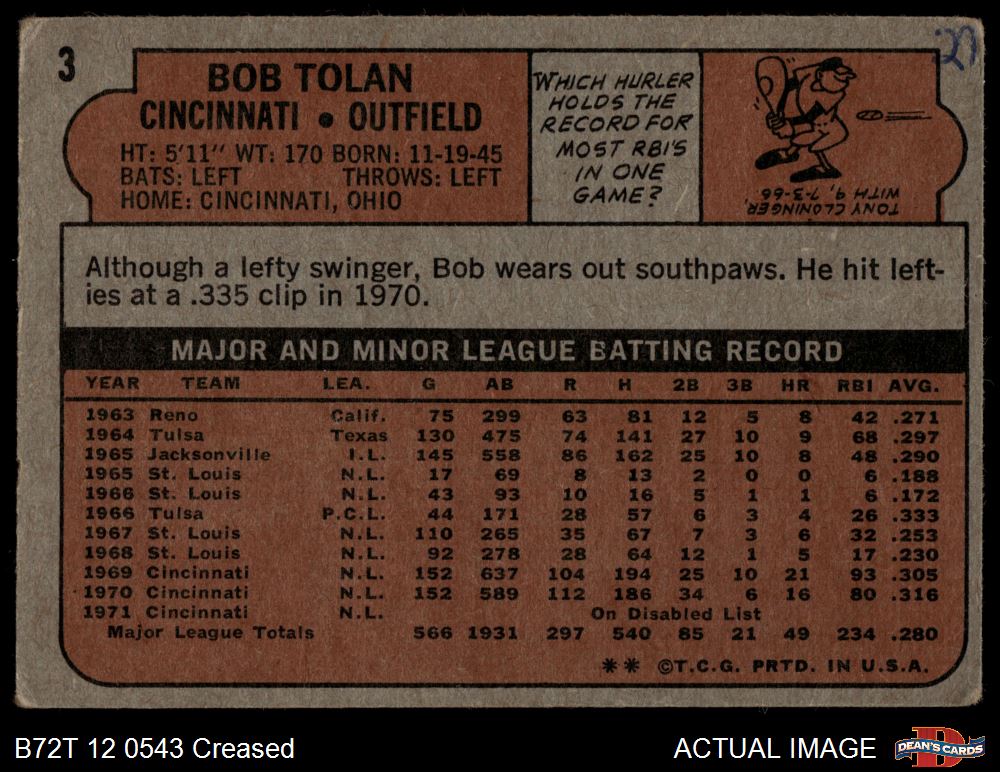 3
27
BOB TOLAN
CINCINNATI • OUTFIELD
HT: 5'11" WT: 170 BORN: 11-19-45
BATS: LEFT THROWS: LEFT
HOME: CINCINNATI, OHIO
WHICH HURLER
HOLDS THE
RECORD FOR
MOST RBI'S
IN ONE
GAME?
TONY CLONINGER,
WITH 9, 7-3-66.
Although a lefty swinger, Bob wears out southpaws. He hit left-
ies at a .335 clip in 1970.
MAJOR AND MINOR LEAGUE BATTING RECORD
YEAR TEAM LEA. G AB R H 2B 3B HR RBI AVG.
1963 Reno Calif. 75 299 63 81 12 5 8 42 .271
1964 Tulsa Texas 130 475 74 141 27 10 9 68 .297
1965 Jacksonville I.L. 145 558 86 162 25 10 8 48 .290
1965 St. Louis N.L. 17 69 8 13 2 0 0 6 .188
1966 St. Louis N.L. 43 93 10 16 5 1 1 6 .172
1966 Tulsa P.C.L. 44 171 28 57 6 3 4 26 .333
1967 St. Louis N.L. 110 265 35 67 7 3 6 32 .253
1968 St. Louis N.L. 92 278 28 64 12 1 5 17 .230
1969 Cincinnati N.L. 152 637 104 194 25 10 21 93 .305
1970 Cincinnati N.L. 152 589 112 186 34 6 16 80 .316
1971 Cincinnati N.L. On Disabled List
Major League Totals 566 1931 297 540 85 21 49 234 .280
** ©T.C.G. PRTD. IN U.S.A.
B72T 12 0543 Creased
ACTUAL IMAGE
DEAN'S CARDS